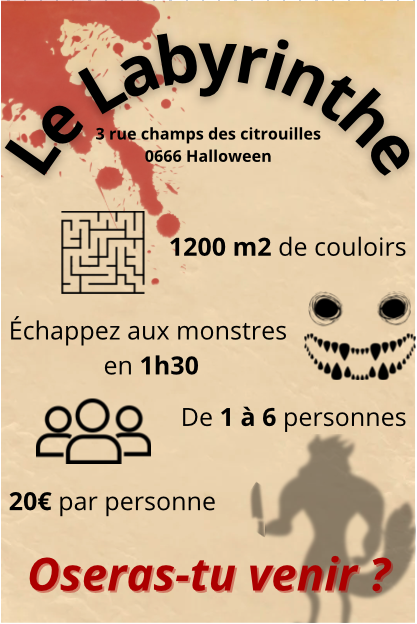 Le Labyrinthe
3 rue champs des citrouilles
0666 Halloween
1200 m2 de couloirs
Échappez aux monstres
en 1h30
De 1 à 6 personnes
20€ par personne
Oseras-tu venir ?